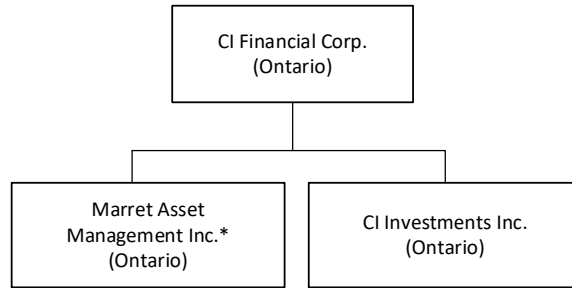 CI Financial Corp.
(Ontario)
Marret Asset
Management Inc.*
(Ontario)
CI Investments Inc.
(Ontario)